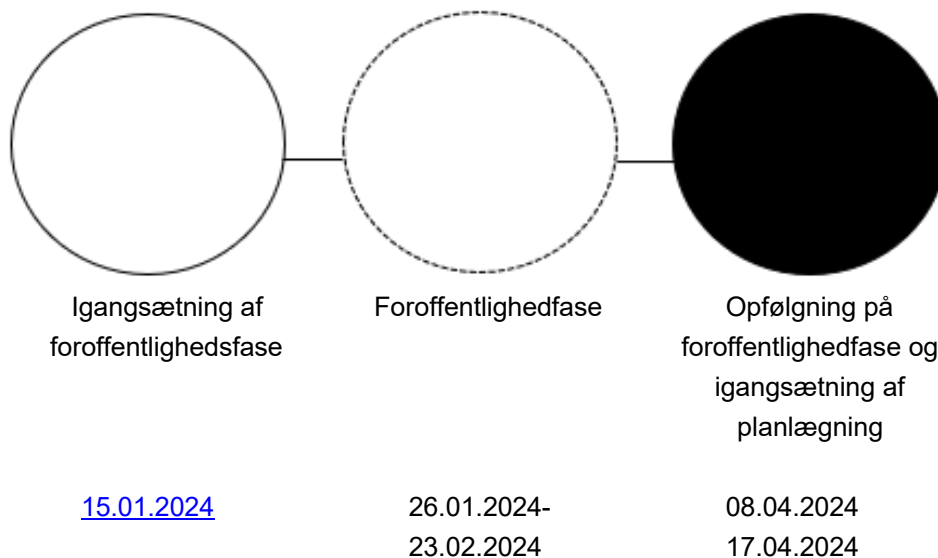 Igangsætning af
foroffentlighedsfase
Foroffentlighedfase
Opfølgning på
foroffentlighedfase og
igangsætning af
planlægning
15.01.2024
26.01.2024-
23.02.2024
08.04.2024
17.04.2024